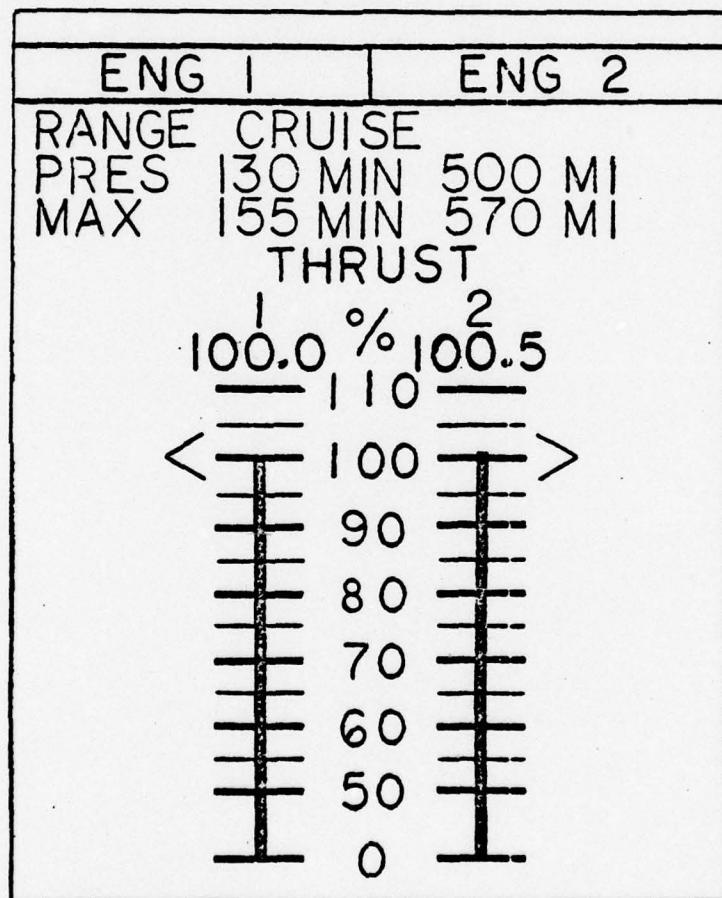 ENG 1 ENG 2
RANGE CRUISE
PRES 130 MIN 500 MI
MAX 155 MIN 570 MI
THRUST
1 % 2
100.0 100.5
110
< 100 >
90
80
70
60
50
0